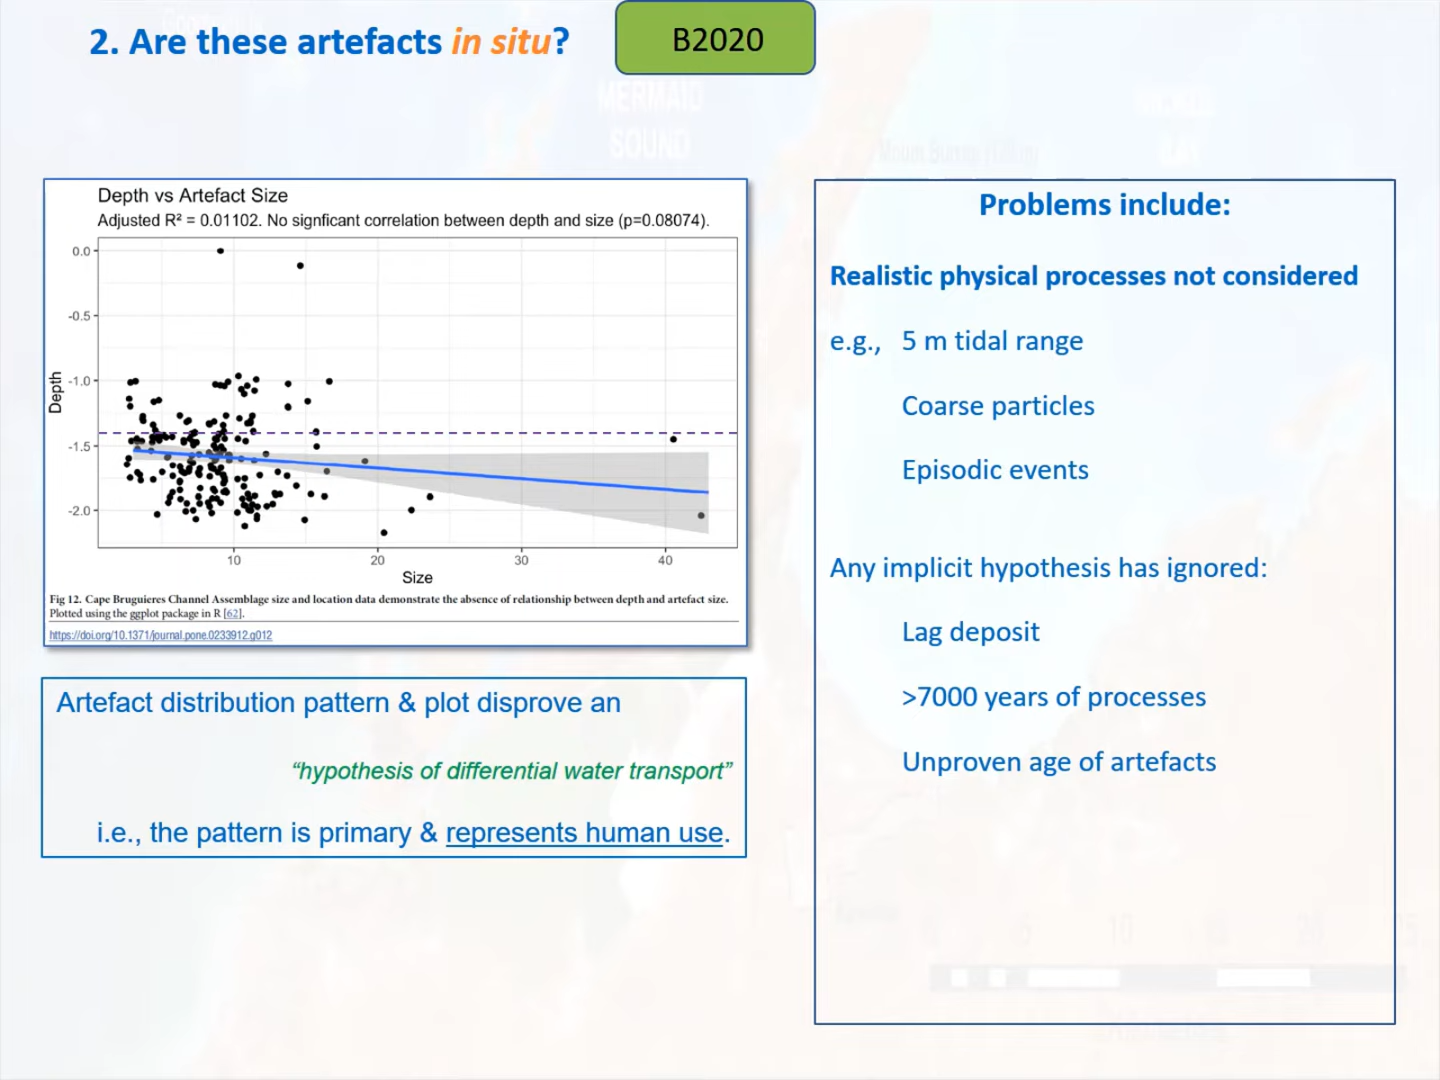 2. Are these artefacts in situ?
B2020
MERMAID
SOUND
Depth vs Artefact Size
Adjusted R² = 0.01102. No signficant correlation between depth and size (p=0.08074).
0.0
-0.5
-1.0
-1.5
-2.0
Depth
10
20
30
40
Size
Fig 12. Cape Bruguieres Channel Assemblage size and location data demonstrate the absence of relationship between depth and artefact size.
Plotted using the ggplot package in R [62].
https://doi.org/10.1371/journal.pone.0233912.g012
Artefact distribution pattern & plot disprove an
“hypothesis of differential water transport”
i.e., the pattern is primary & represents human use.
Problems include:
Realistic physical processes not considered
e.g., 5 m tidal range
Coarse particles
Episodic events
Any implicit hypothesis has ignored:
Lag deposit
>7000 years of processes
Unproven age of artefacts